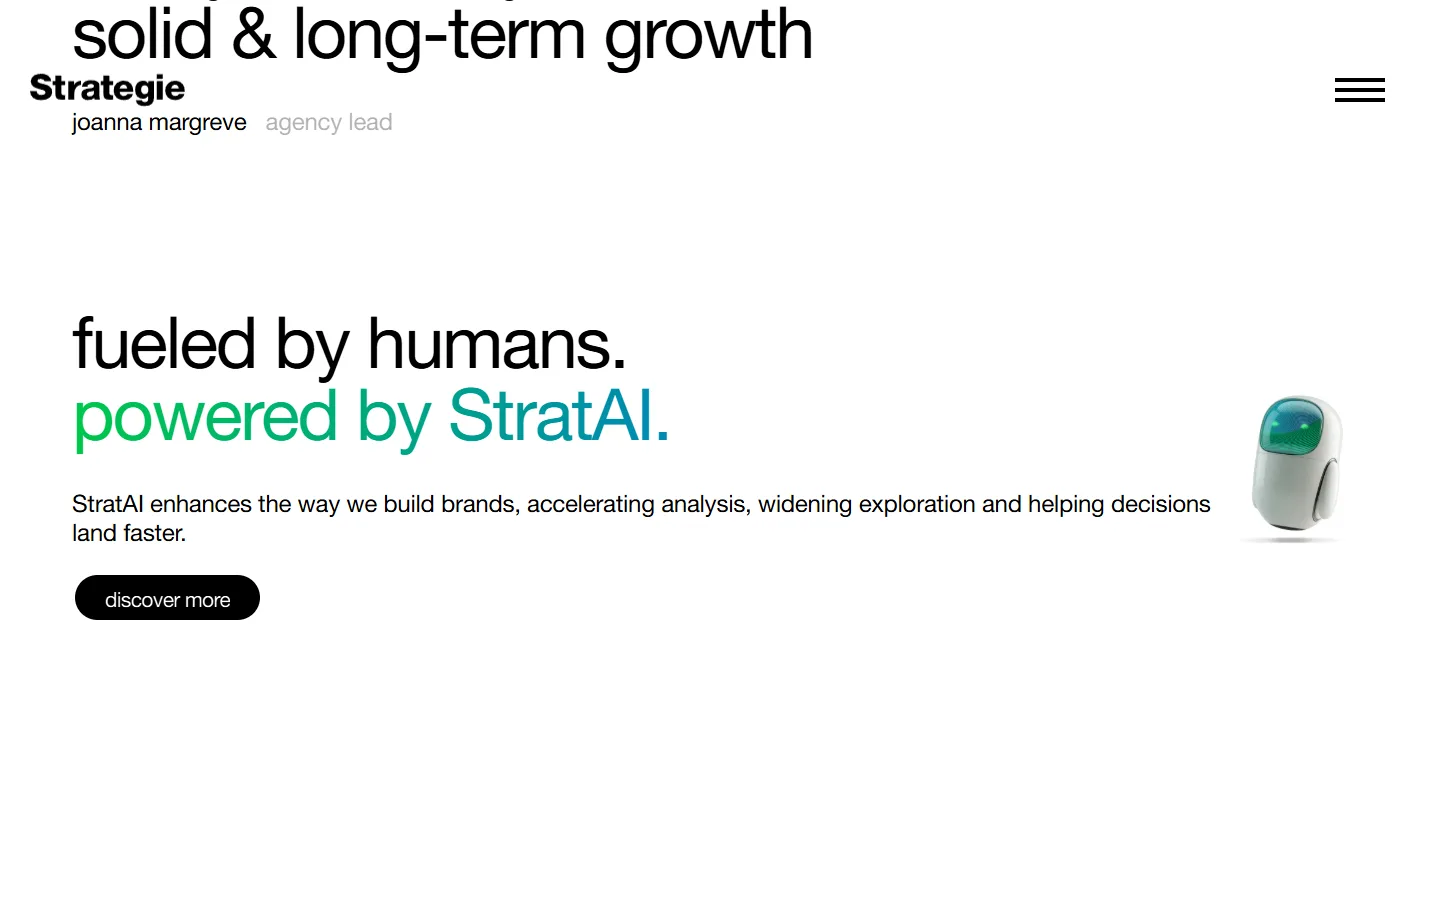 solid & long-term growth
Strategie
joanna margreve agency lead
fueled by humans.
powered by StratAI.
StratAI enhances the way we build brands, accelerating analysis, widening exploration and helping decisions
land faster.
discover more